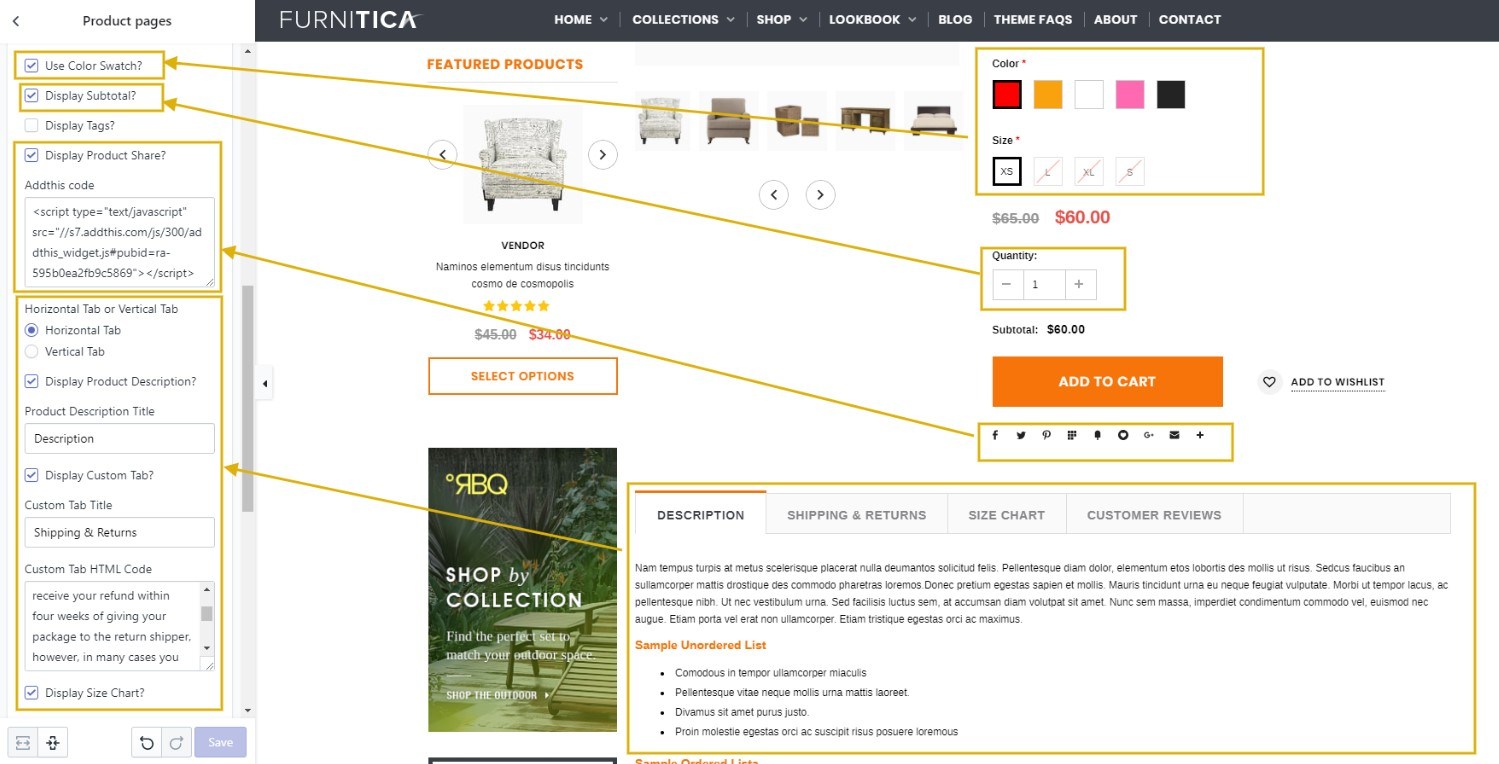 Product pages
Use Color Swatch?
Display Subtotal?
Display Tags?
Display Product Share?
Addthis code
<script type="text/javascript"
src="//s7.addthis.com/js/300/ad
dthis_widget.js#pubid=ra-
595b0ea2fb9c5869"></script>
Horizontal Tab or Vertical Tab
Horizontal Tab
Vertical Tab
Display Product Description?
Product Description Title
Description
Display Custom Tab?
Custom Tab Title
Shipping & Returns
Custom Tab HTML Code
receive your refund within
four weeks of giving your
package to the return shipper,
however, in many cases you
Display Size Chart?
Save
FURNITICA
HOME
COLLECTIONS
SHOP
LOOKBOOK
BLOG
THEME FAQS
ABOUT
CONTACT
FEATURED PRODUCTS
VENDOR
Naminos elementum disus tincidunts
cosmo de cosmopolis
$45.00 $34.00
SELECT OPTIONS
RBQ
SHOP by
COLLECTION
Find the perfect set to
match your outdoor space.
SHOP THE OUTDOOR
Color *
Size *
XS L XL S
$65.00 $60.00
Quantity:
1
Subtotal: $60.00
ADD TO CART
ADD TO WISHLIST
DESCRIPTION
SHIPPING & RETURNS
SIZE CHART
CUSTOMER REVIEWS
Nam tempus turpis at metus scelerisque placerat nulla deumantos solicitud felis. Pellentesque diam dolor, elementum etos lobortis des mollis ut risus. Sedcus faucibus an
sullamcorper mattis drostique des commodo pharetras loremos.Donec pretium egestas sapien et mollis. Mauris tincidunt urna eu neque feugiat vulputate. Morbi ut tempor lacus, ac
pellentesque nibh. Ut nec vestibulum urna. Sed facilisis luctus sem, at accumsan diam volutpat sit amet. Nunc sem massa, imperdiet condimentum commodo vel, euismod nec
augue. Etiam porta vel erat non ullamcorper. Etiam tristique egestas orci ac maximus.
Sample Unordered List
Comodous in tempor ullamcorper miaculis
Pellentesque vitae neque mollis urna mattis laoreet.
Divamus sit amet purus justo.
Proin molestie egestas orci ac suscipit risus posuere loremous
Sample Ordered Lista